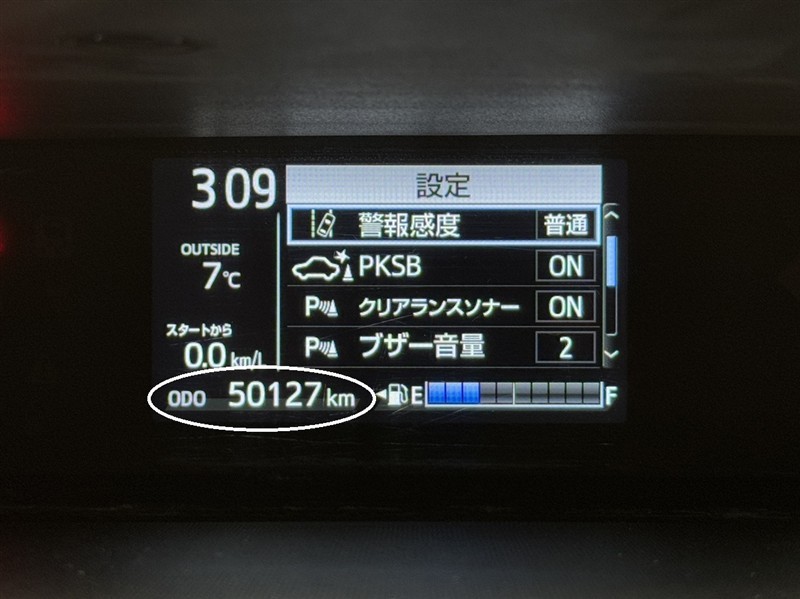 3 09
設定
警報感度 普通
OUTSIDE
7℃
PKSB ON
P クリアランスソナー ON
スタートから
0.0 km/L
P ブザー音量 2
ODO 50127 km
E F